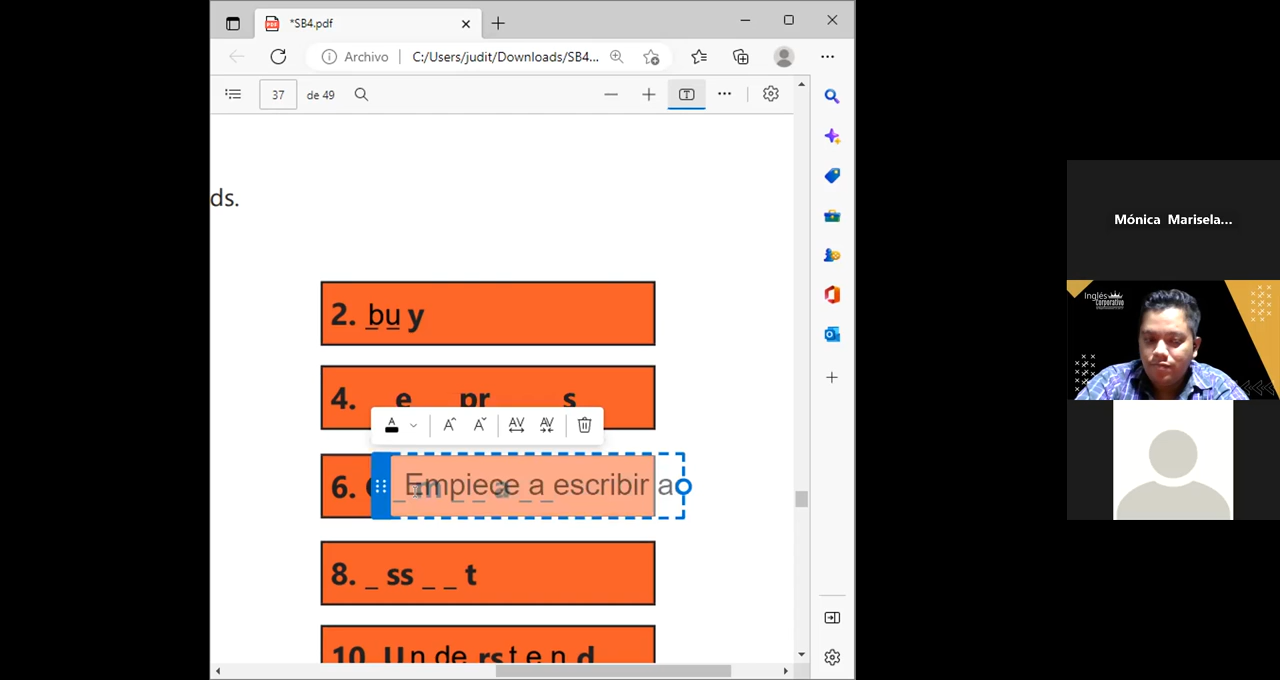 *SB4.pdf
Archivo
C:/Users/judit/Downloads/SB4...
37
de 49
ds.
2. bu y
4. _ e _ pr _ _ s
Empiece a escribir a
6. 
8. _ ss _ _ t
10. Un de rst e n d
Mónica Marisela...
Inglés
Corporativo